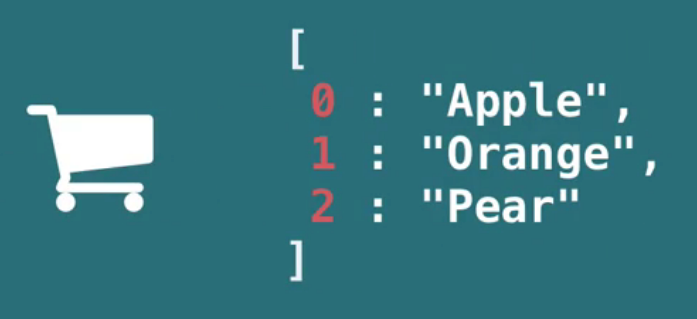 [
0 : "Apple",
1 : "Orange",
2 : "Pear"
]